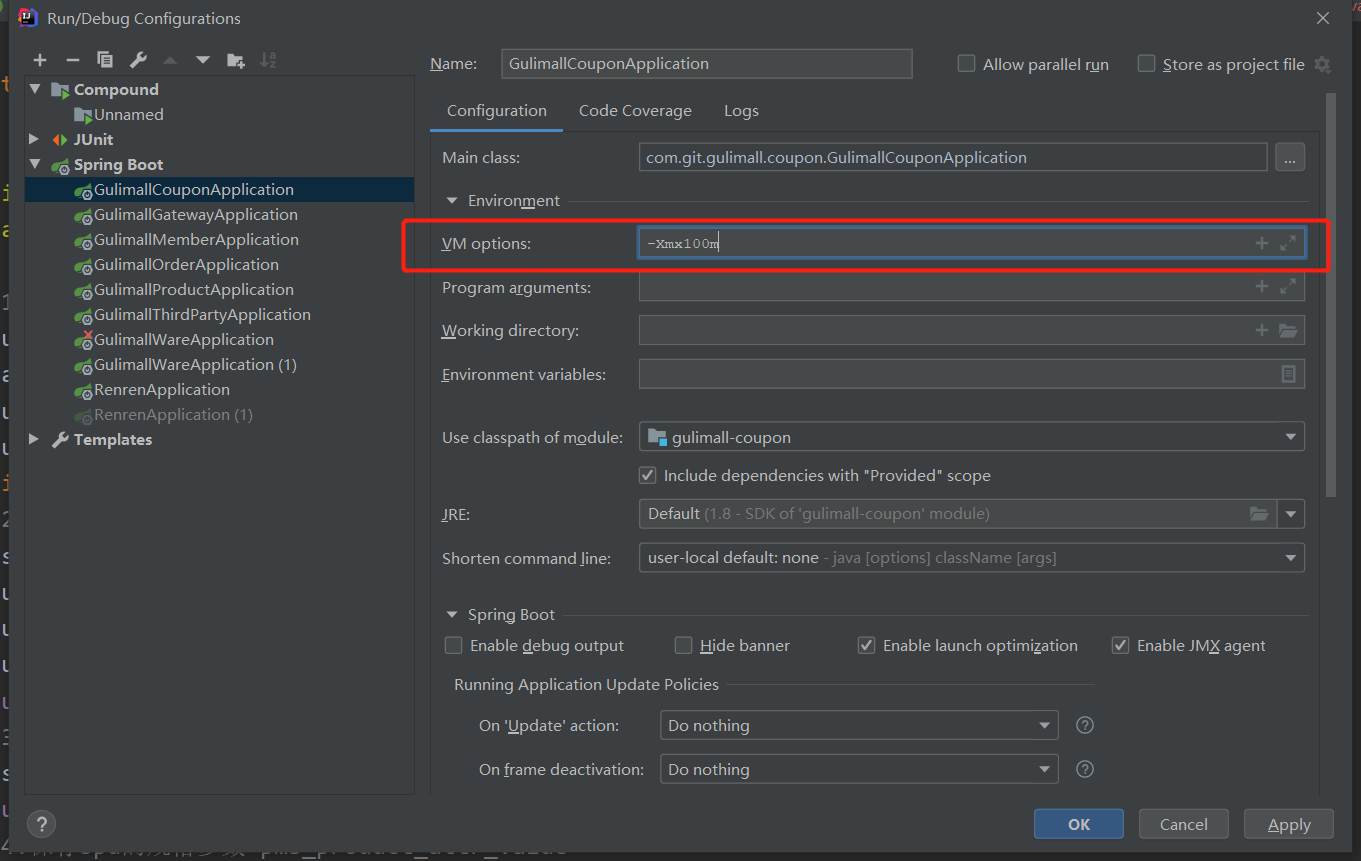 Run/Debug Configurations
Name: GulimallCouponApplication Allow parallel run Store as project file
Compound
Unnamed
JUnit
Spring Boot
GulimallCouponApplication
GulimallGatewayApplication
GulimallMemberApplication
GulimallOrderApplication
GulimallProductApplication
GulimallThirdPartyApplication
GulimallWareApplication
GulimallWareApplication (1)
RenrenApplication
RenrenApplication (1)
Templates
Configuration Code Coverage Logs
Main class: com.git.gulimall.coupon.GulimallCouponApplication ...
Environment
VM options: -Xmx100m
Program arguments:
Working directory:
Environment variables:
Use classpath of module: gulimall-coupon
Include dependencies with "Provided" scope
JRE: Default (1.8 - SDK of 'gulimall-coupon' module)
Shorten command line: user-local default: none - java [options] className [args]
Spring Boot
Enable debug output Hide banner Enable launch optimization Enable JMX agent
Running Application Update Policies
On 'Update' action: Do nothing ?
On frame deactivation: Do nothing ?
? OK Cancel Apply